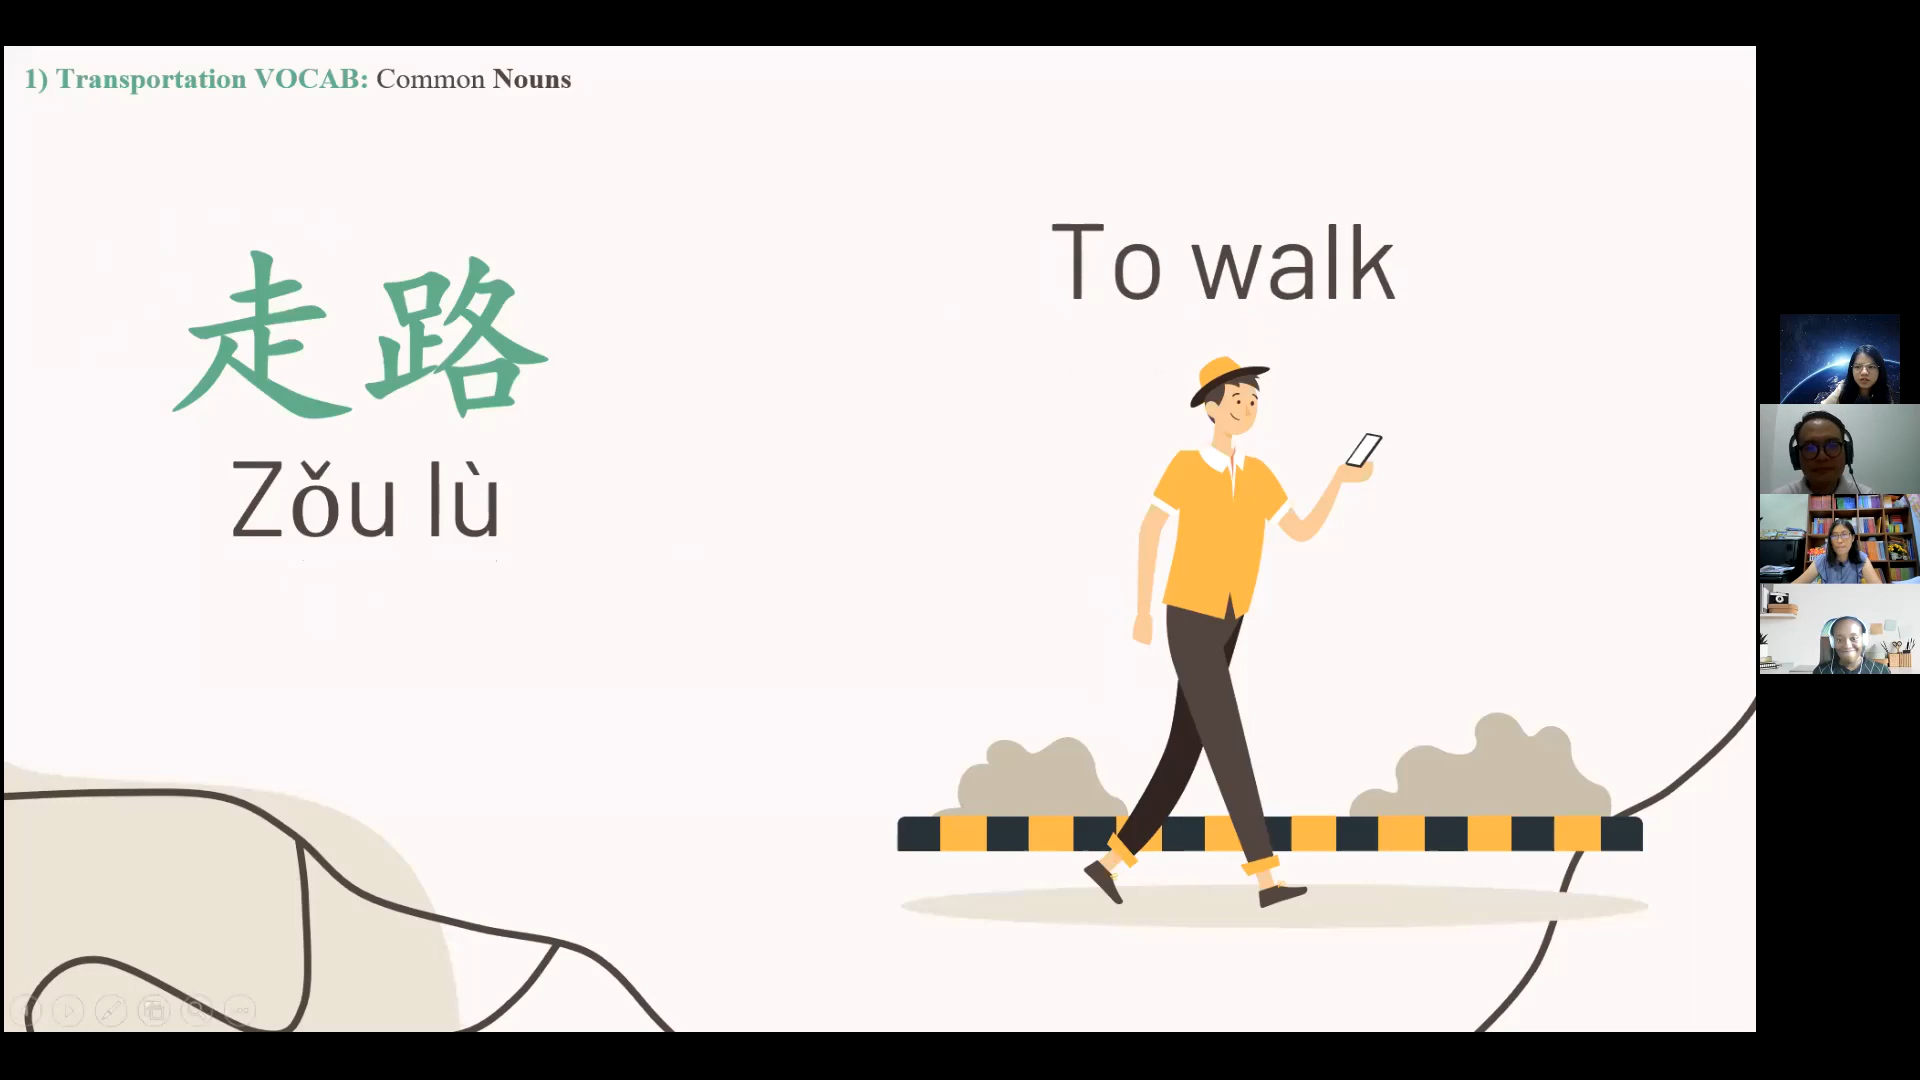 1) Transportation VOCAB: Common Nouns
走路
Zǒu lù
To walk